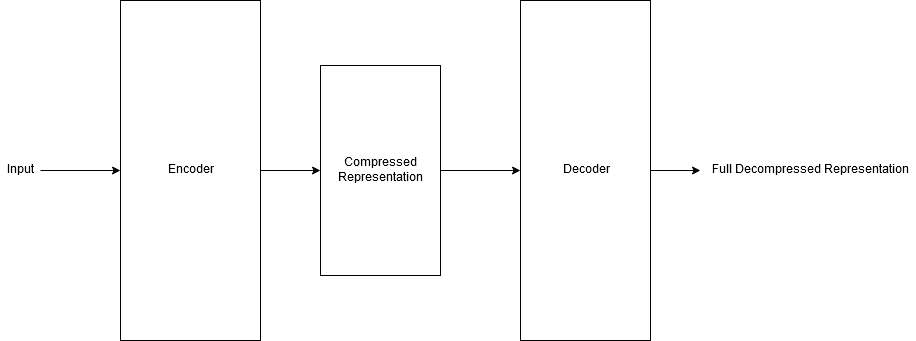 Input
Encoder
Compressed
Representation
Decoder
Full Decompressed Representation